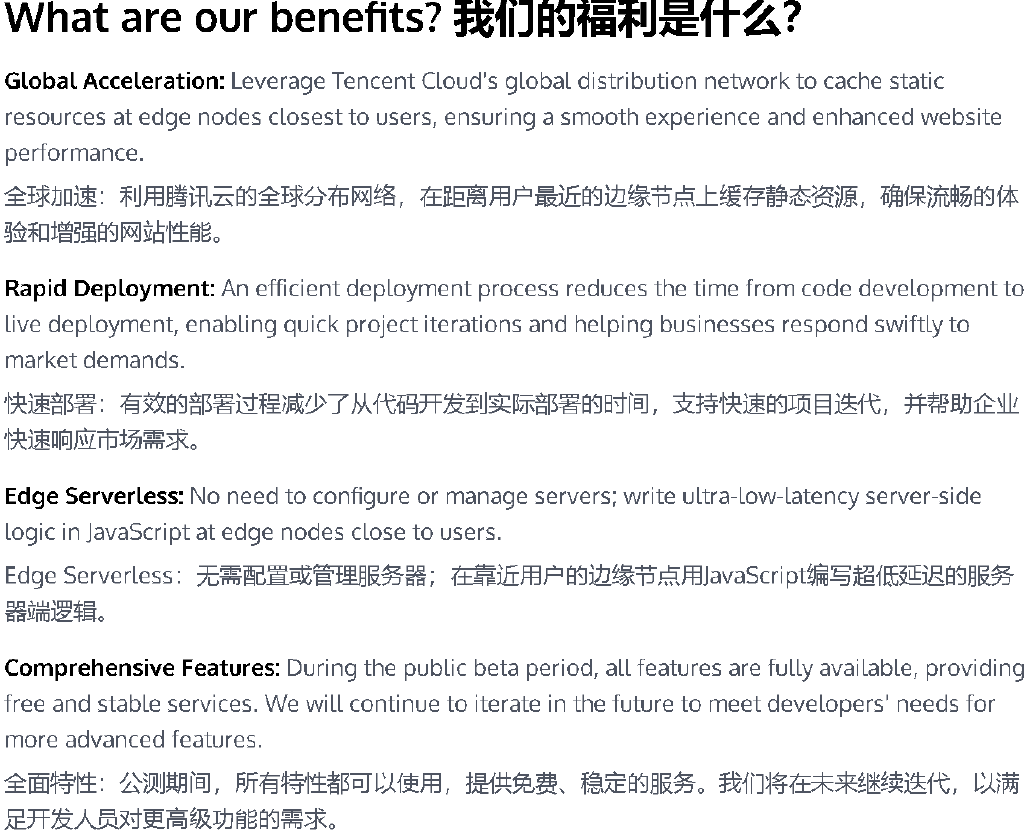 What are our benefits? 我们的福利是什么？
Global Acceleration: Leverage Tencent Cloud's global distribution network to cache static
resources at edge nodes closest to users, ensuring a smooth experience and enhanced website
performance.
全球加速：利用腾讯云的全球分布网络，在距离用户最近的边缘节点上缓存静态资源，确保流畅的体
验和增强的网站性能。
Rapid Deployment: An efficient deployment process reduces the time from code development to
live deployment, enabling quick project iterations and helping businesses respond swiftly to
market demands.
快速部署：有效的部署过程减少了从代码开发到实际部署的时间，支持快速的项目迭代，并帮助企业
快速响应市场需求。
Edge Serverless: No need to configure or manage servers; write ultra-low-latency server-side
logic in JavaScript at edge nodes close to users.
Edge Serverless：无需配置或管理服务器；在靠近用户的边缘节点用JavaScript编写超低延迟的服务
器端逻辑。
Comprehensive Features: During the public beta period, all features are fully available, providing
free and stable services. We will continue to iterate in the future to meet developers' needs for
more advanced features.
全面特性：公测期间，所有特性都可以使用，提供免费、稳定的服务。我们将在未来继续迭代，以满
足开发人员对更高级功能的需求。